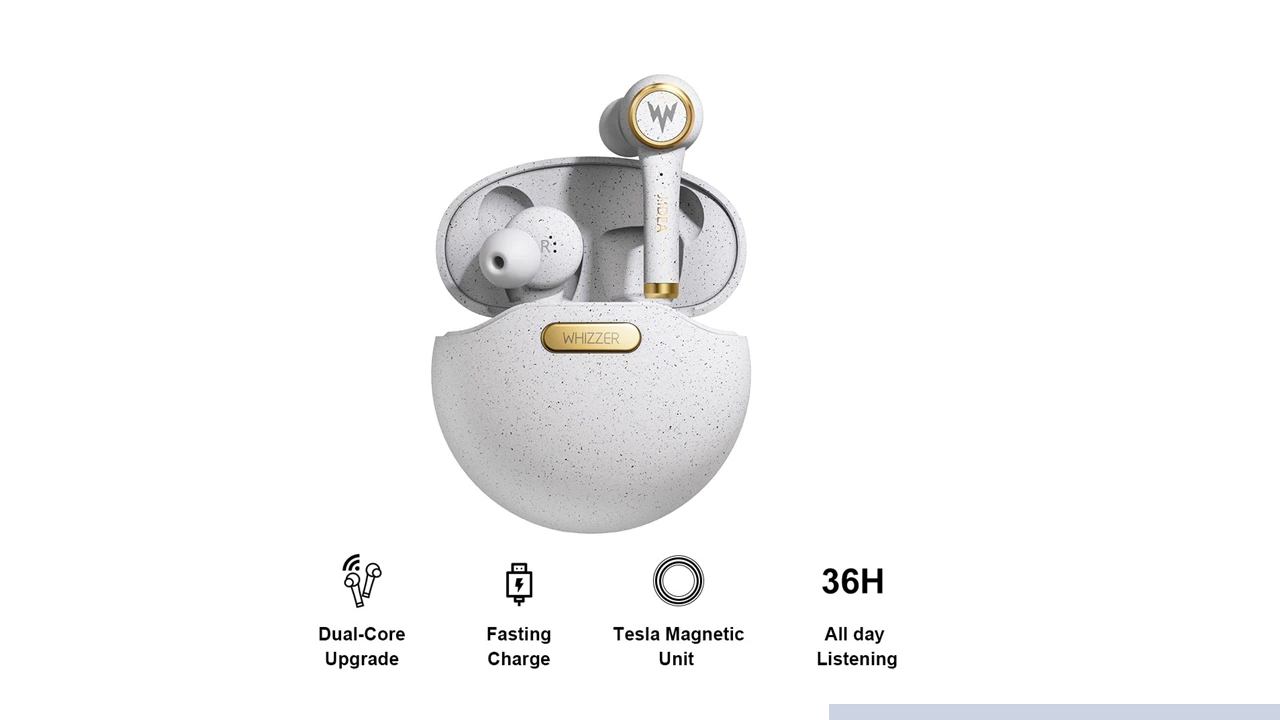 R
WHIZZER
Dual-Core
Upgrade
Fasting
Charge
Tesla Magnetic
Unit
36H
All day
Listening